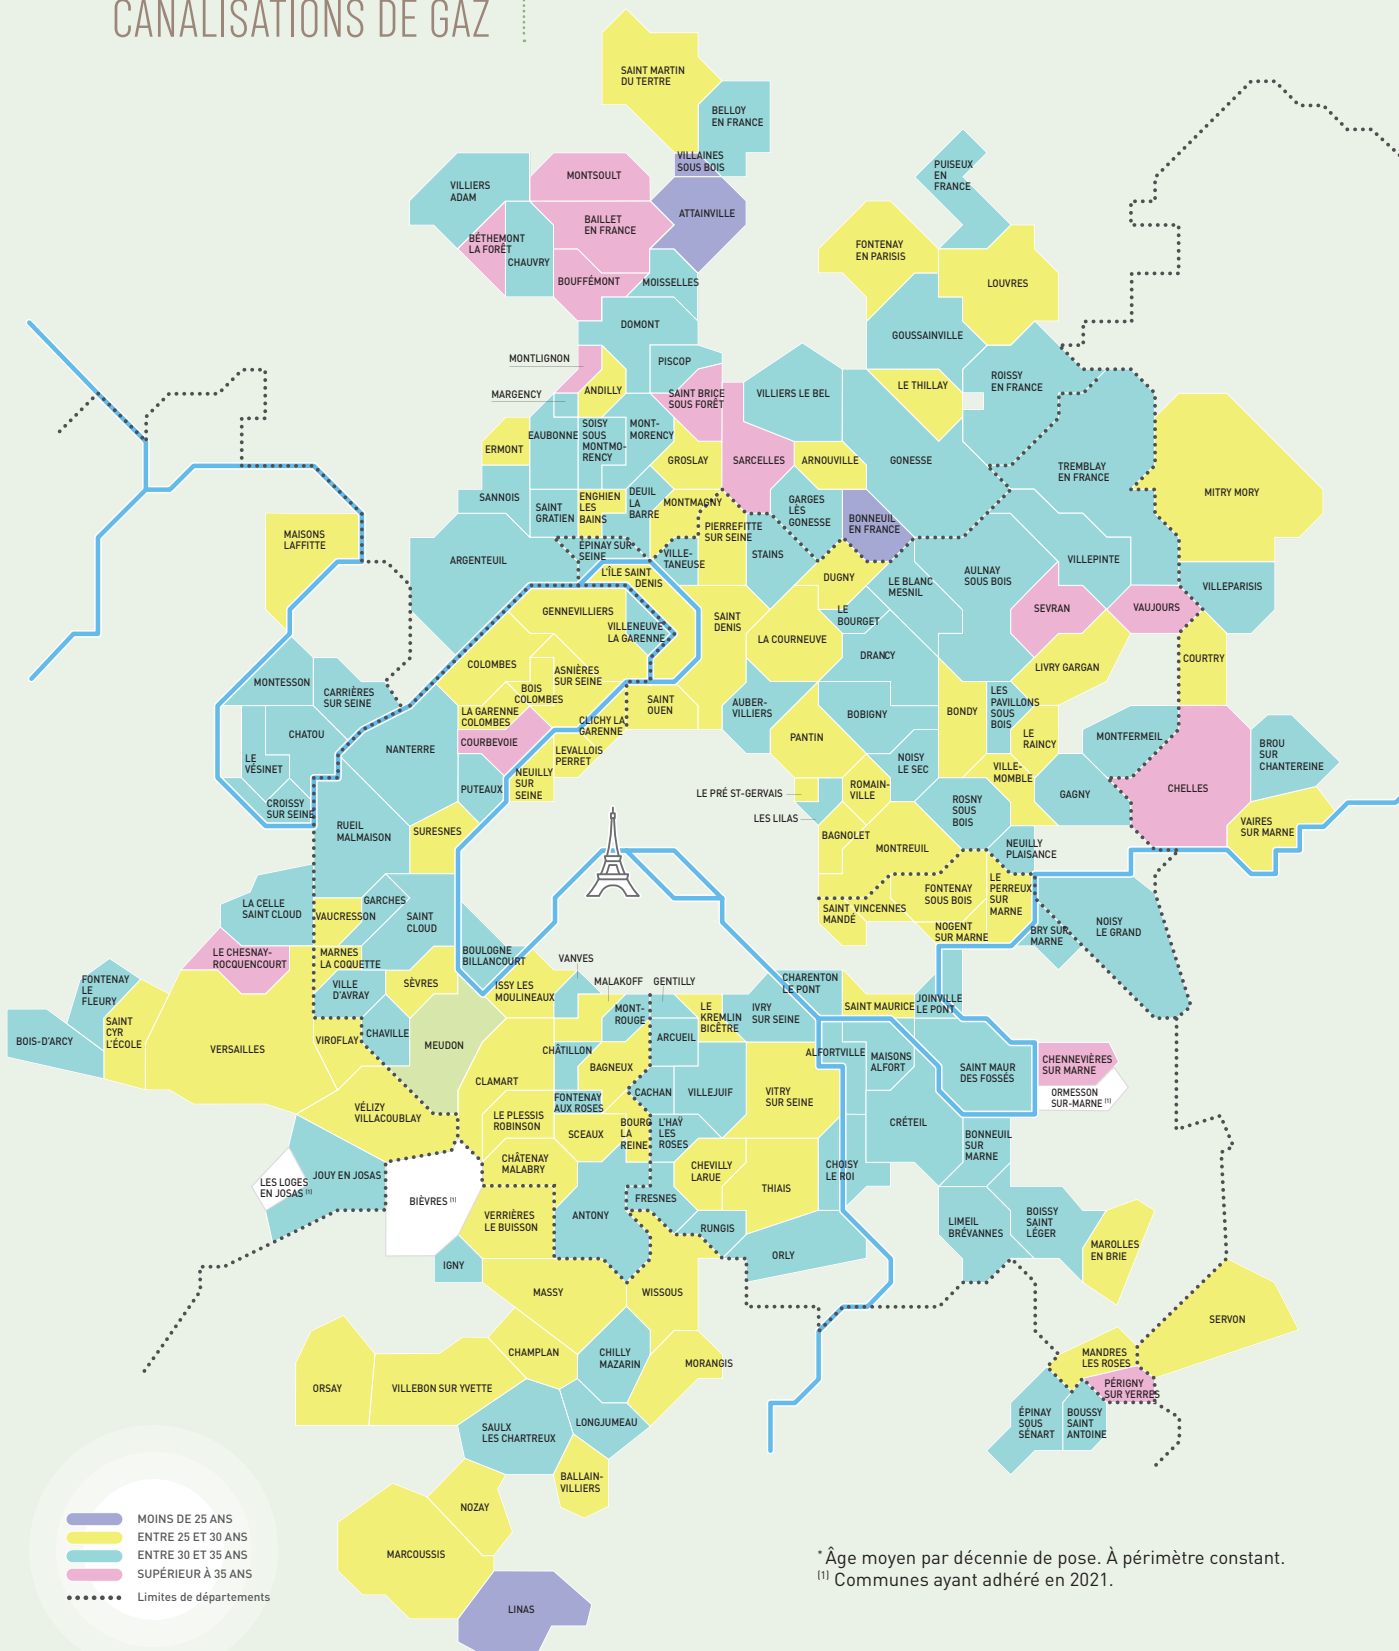 CANALISATIONS DE GAZ
SAINT MARTIN
DU TERTRE
BELLOY
EN FRANCE
VILLAINES
SOUS BOIS
MONTSOULT
VILLIERS
ADAM
PUISEUX
EN
FRANCE
ATTAINVILLE
BAILLET
EN FRANCE
BÉTHEMONT
LA FORÊT
CHAUVRY
FONTENAY
EN PARISIS
BOUFFÉMONT
MOISSELLES
LOUVRES
DOMONT
GOUSSAINVILLE
MONTLIGNON
PISCOP
ROISSY
EN FRANCE
MARGENCY
ANDILLY
SAINT BRICE
SOUS FORÊT
VILLIERS LE BEL
LE THILLAY
EAUBONNE
SOISY
SOUS
MONTMO-
RENCY
MONT-
MORENCY
ERMONT
GROSLAY
SARCELLES
ARNOUVILLE
GONESSE
TREMBLAY
EN FRANCE
MITRY MORY
SANNOIS
SAINT
GRATIEN
ENGHIEN
LES
BAINS
DEUIL
LA
BARRE
MONTMAGNY
GARGES
LÈS
GONESSE
BONNEUIL
EN FRANCE
PIERREFITTE
SUR SEINE
MAISONS
LAFFITTE
ARGENTEUIL
ÉPINAY SUR
SEINE
VILLE-
TANEUSE
STAINS
VILLEPINTE
L'ÎLE SAINT
DENIS
DUGNY
LE BLANC
MESNIL
AULNAY
SOUS BOIS
VILLEPARISIS
GENNEVILLIERS
VILLENEUVE
LA GARENNE
SAINT
DENIS
LE
BOURGET
SEVRAN
VAUJOURS
LA COURNEUVE
COLOMBES
ASNIÈRES
SUR SEINE
DRANCY
LIVRY GARGAN
COURTRY
MONTESSON
CARRIÈRES
SUR SEINE
BOIS
COLOMBES
SAINT
OUEN
AUBER-
VILLIERS
LES
PAVILLONS
SOUS
BOIS
LA GARENNE
COLOMBES
CLICHY LA
GARENNE
BOBIGNY
BONDY
CHATOU
NANTERRE
COURBEVOIE
LEVALLOIS
PERRET
PANTIN
LE
RAINCY
MONTFERMEIL
BROU
SUR
CHANTEREINE
LE
VÉSINET
NOISY
LE SEC
VILLE-
MOMBLE
PUTEAUX
NEUILLY
SUR
SEINE
LE PRÉ ST-GERVAIS
ROMAIN-
VILLE
GAGNY
CHELLES
CROISSY
SUR SEINE
ROSNY
SOUS
BOIS
LES LILAS
RUEIL
MALMAISON
SURESNES
BAGNOLET
MONTREUIL
NEUILLY
PLAISANCE
VAIRES
SUR MARNE
LA CELLE
SAINT CLOUD
GARCHES
VAUCRESSON
SAINT
CLOUD
FONTENAY
SOUS BOIS
LE
PERREUX
SUR
MARNE
SAINT
MANDÉ
VINCENNES
NOISY
LE GRAND
NOGENT
SUR MARNE
BRY SUR
MARNE
LE CHESNAY-
ROCQUENCOURT
MARNES
LA COQUETTE
BOULOGNE
BILLANCOURT
VANVES
FONTENAY
LE
FLEURY
VILLE
D'AVRAY
SÈVRES
ISSY LES
MOULINEAUX
MALAKOFF
GENTILLY
CHARENTON
LE PONT
SAINT MAURICE
JOINVILLE
LE PONT
SAINT
CYR
L'ÉCOLE
MONT-
ROUGE
LE
KREMLIN
BICÊTRE
IVRY
SUR SEINE
BOIS-D'ARCY
VERSAILLES
VIROFLAY
CHAVILLE
MEUDON
CHÂTILLON
ARCUEIL
ALFORTVILLE
MAISONS
ALFORT
SAINT MAUR
DES FOSSÉS
CHENNEVIÈRES
SUR MARNE
CLAMART
BAGNEUX
ORMESSON
SUR-MARNE (1)
FONTENAY
AUX ROSES
CACHAN
VILLEJUIF
VITRY
SUR SEINE
VÉLIZY
VILLACOUBLAY
LE PLESSIS
ROBINSON
SCEAUX
BOURG
LA
REINE
L'HAŸ
LES
ROSES
CRÉTEIL
BONNEUIL
SUR
MARNE
JOUY EN JOSAS
LES LOGES
EN JOSAS (1)
CHÂTENAY
MALABRY
CHEVILLY
LARUE
THIAIS
CHOISY
LE ROI
BIÈVRES (1)
FRESNES
VERRIÈRES
LE BUISSON
ANTONY
RUNGIS
ORLY
LIMEIL
BRÉVANNES
BOISSY
SAINT
LÉGER
MAROLLES
EN BRIE
IGNY
MASSY
WISSOUS
SERVON
CHAMPLAN
CHILLY
MAZARIN
MORANGIS
MANDRES
LES ROSES
ORSAY
VILLEBON SUR YVETTE
PÉRIGNY
SUR YERRES
SAULX
LES CHARTREUX
LONGJUMEAU
ÉPINAY
SOUS
SÉNART
BOUSSY
SAINT
ANTOINE
BALLAIN-
VILLIERS
NOZAY
MARCOUSSIS
LINAS
MOINS DE 25 ANS
ENTRE 25 ET 30 ANS
ENTRE 30 ET 35 ANS
SUPÉRIEUR À 35 ANS
Limites de départements
* Âge moyen par décennie de pose. À périmètre constant.
(1) Communes ayant adhéré en 2021.